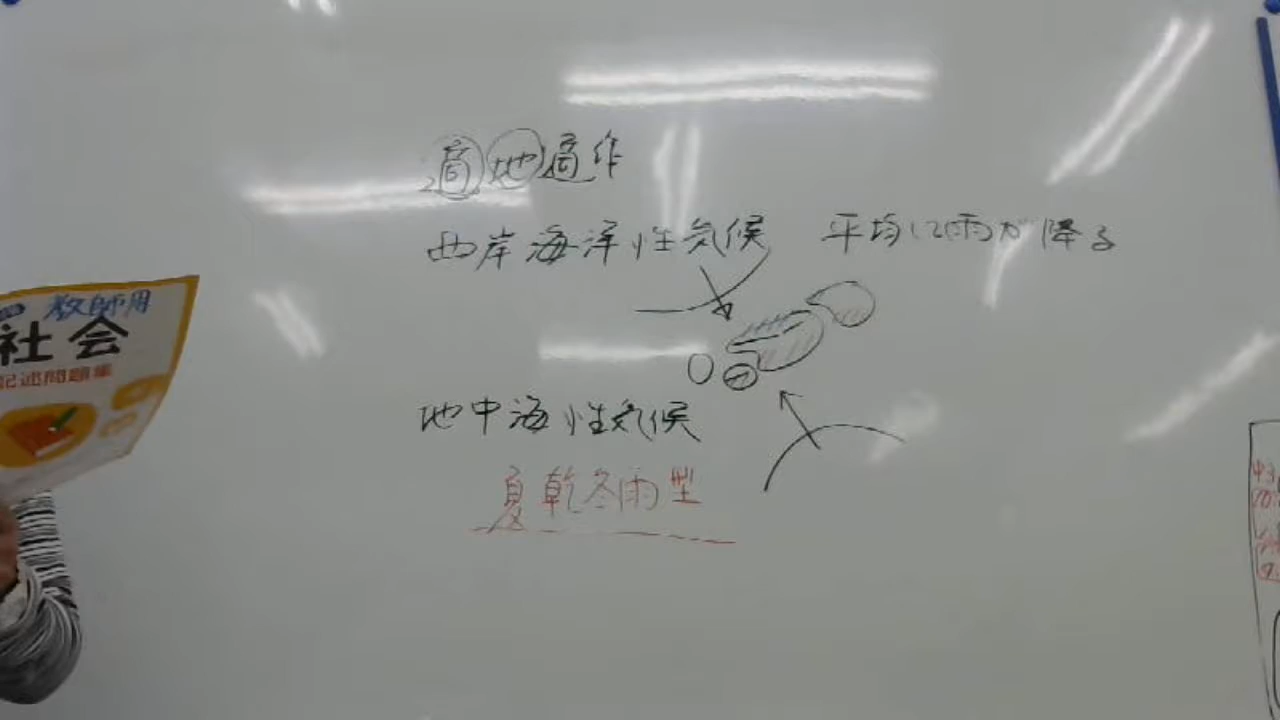 適地適作
西岸海洋性気候 平均に雨が降る
地中海性気候
夏乾冬雨型
教師用
社会
記述問題集